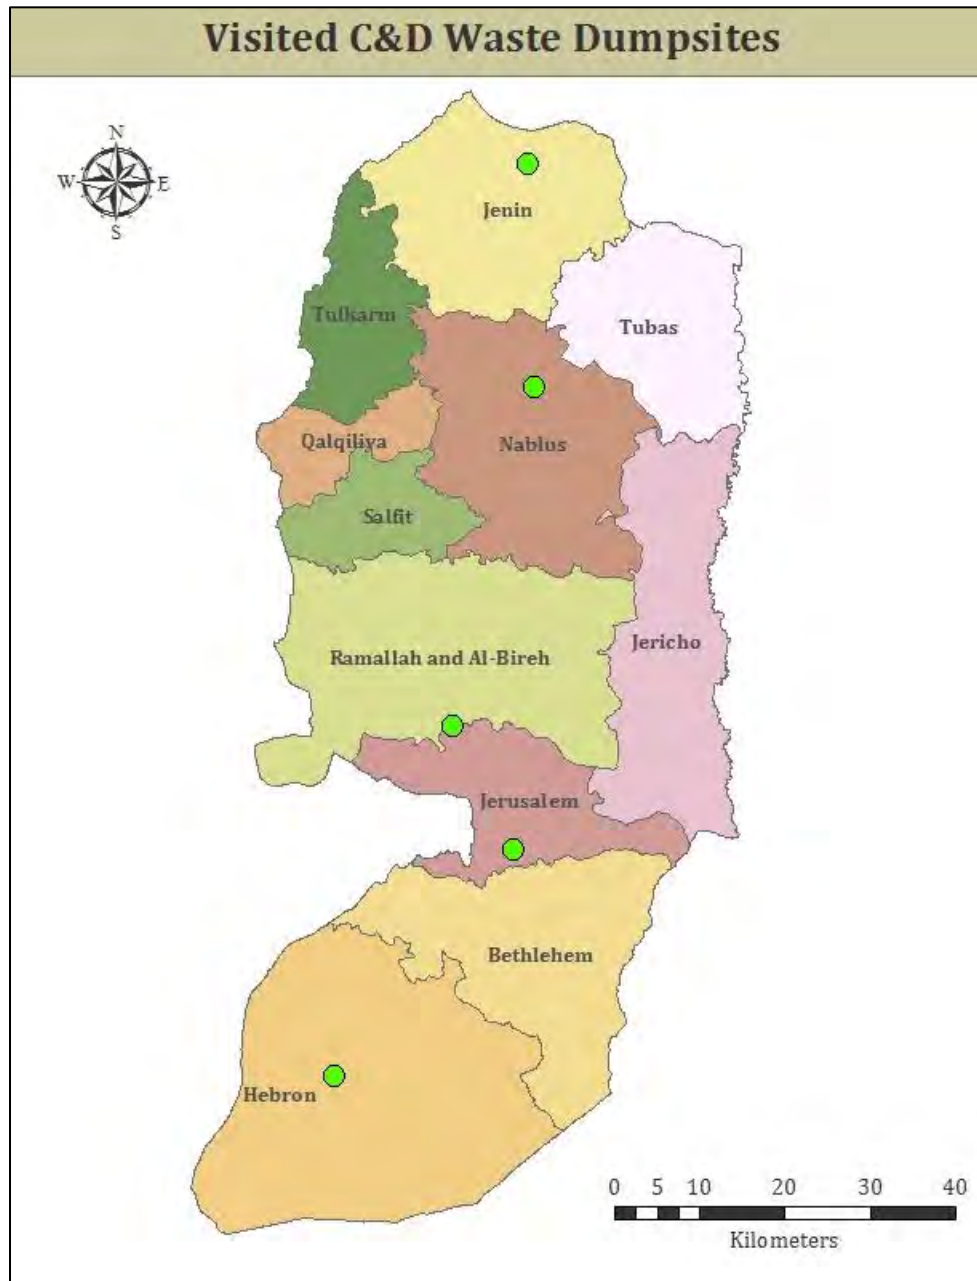 Visited C&D Waste Dumpsites
N
W E
S
Jenin
Tulkarm
Tubas
Qalqiliya
Nablus
Salfit
Ramallah and Al-Bireh
Jericho
Jerusalem
Bethlehem
Hebron
0 5 10 20 30 40
Kilometers